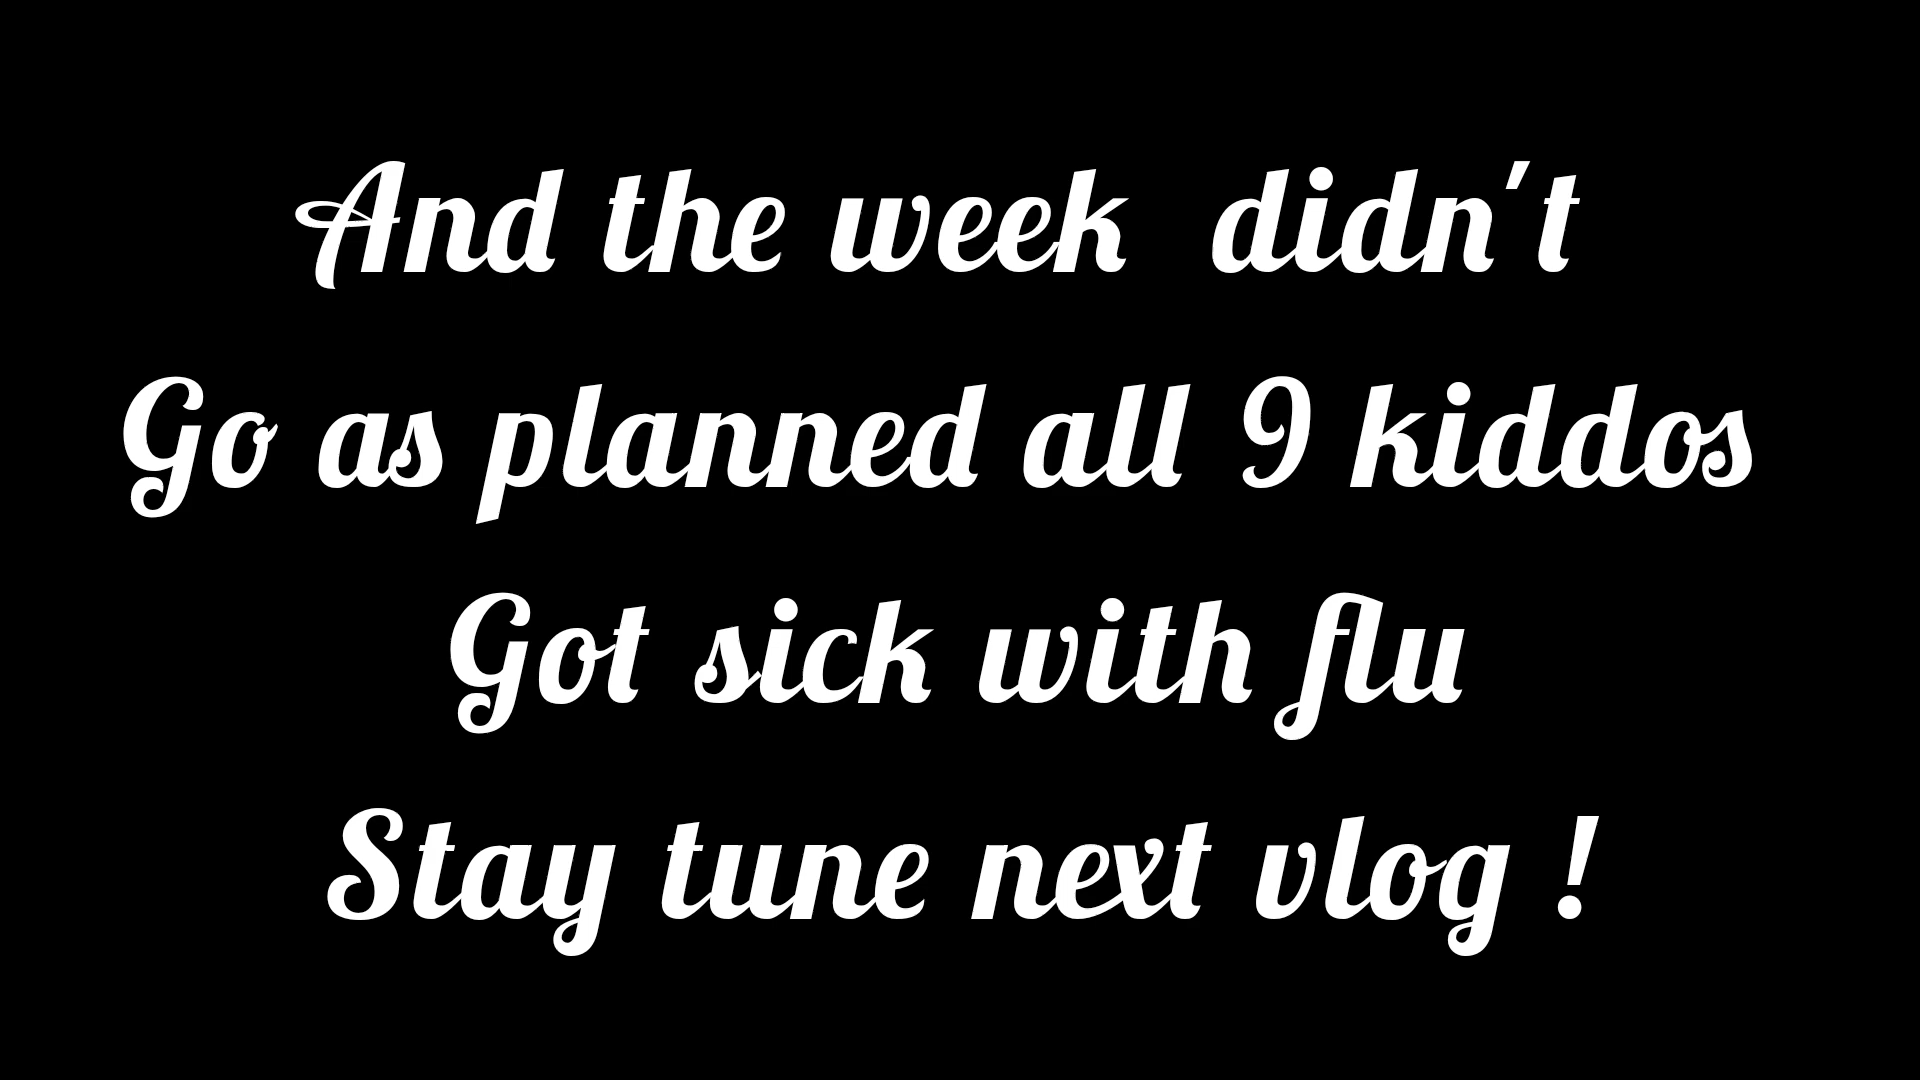 And the week didn't
Go as planned all 9 kiddos
Got sick with flu
Stay tune next vlog !